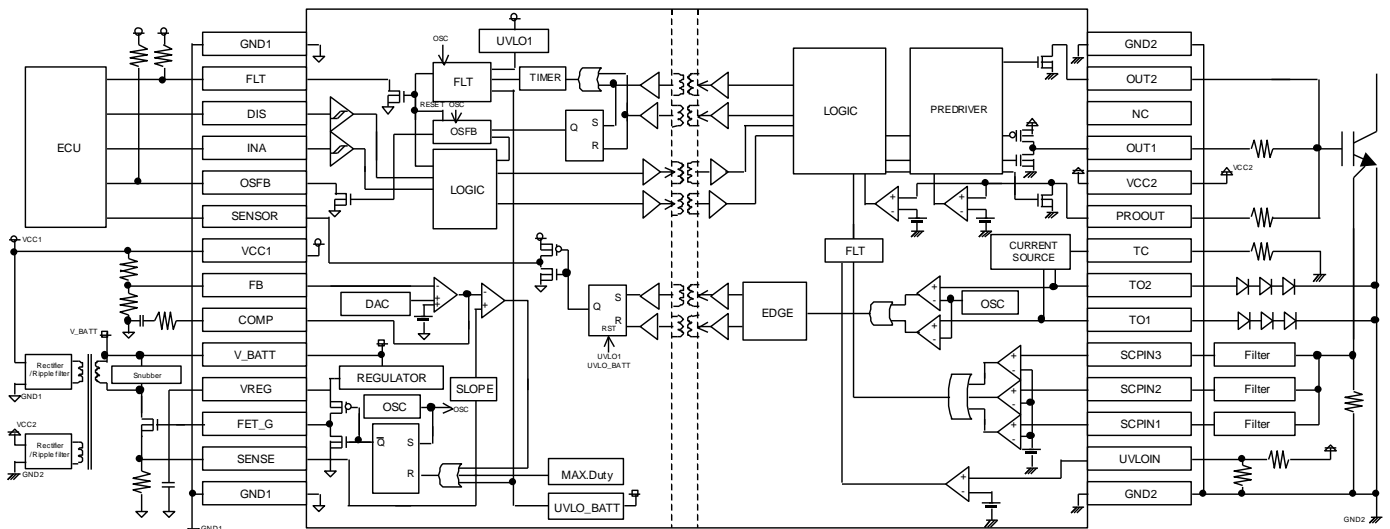 ECU
VCC1
V_BATT
Rectifier
/Ripple filter
GND1
VCC2
Rectifier
/Ripple filter
GND2
Snubber
GND1
GND1
FLT
DIS
INA
OSFB
SENSOR
VCC1
FB
COMP
V_BATT
VREG
FET_G
SENSE
GND1
OSC
UVLO1
FLT
TIMER
RESET OSC
OSFB
Q
S
R
LOGIC
-
+
+
DAC
-
+
REGULATOR
SLOPE
OSC
OSC
Q
S
R
MAX.Duty
UVLO_BATT
Q
S
R
RST
UVLO1
UVLO_BATT
LOGIC
PREDRIVER
+
-
+
-
FLT
CURRENT
SOURCE
EDGE
+
-
+
-
OSC
+
-
+
-
+
-
+
-
GND2
OUT2
NC
OUT1
VCC2
PROOUT
TC
TO2
TO1
SCPIN3
SCPIN2
SCPIN1
UVLOIN
GND2
VCC2
Filter
Filter
Filter
GND2